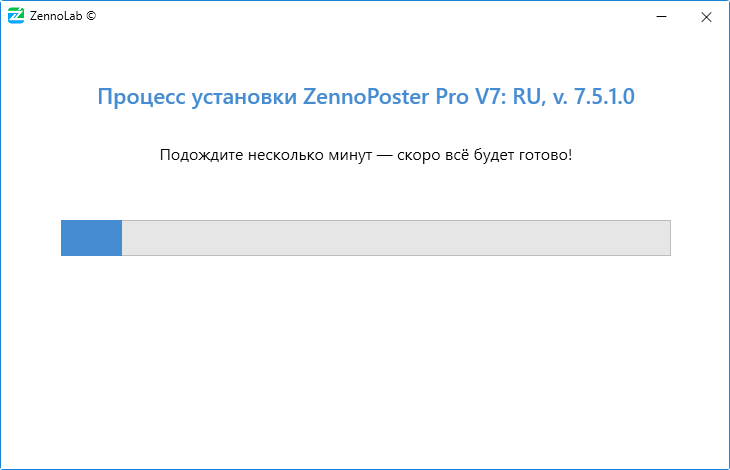 ZennoLab ©
Процесс установки ZennoPoster Pro V7: RU, v. 7.5.1.0
Подождите несколько минут — скоро всё будет готово!